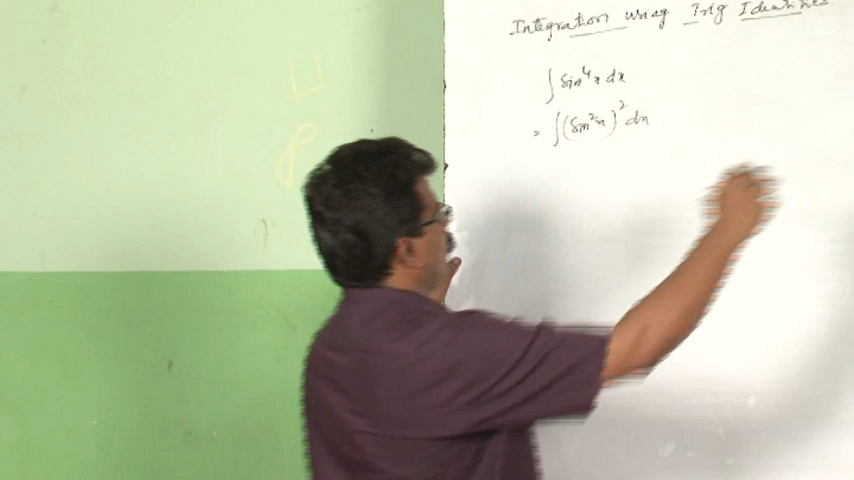 Integration using Trig Identities
∫ sin⁴x dx
= ∫ (sin²x)² dx